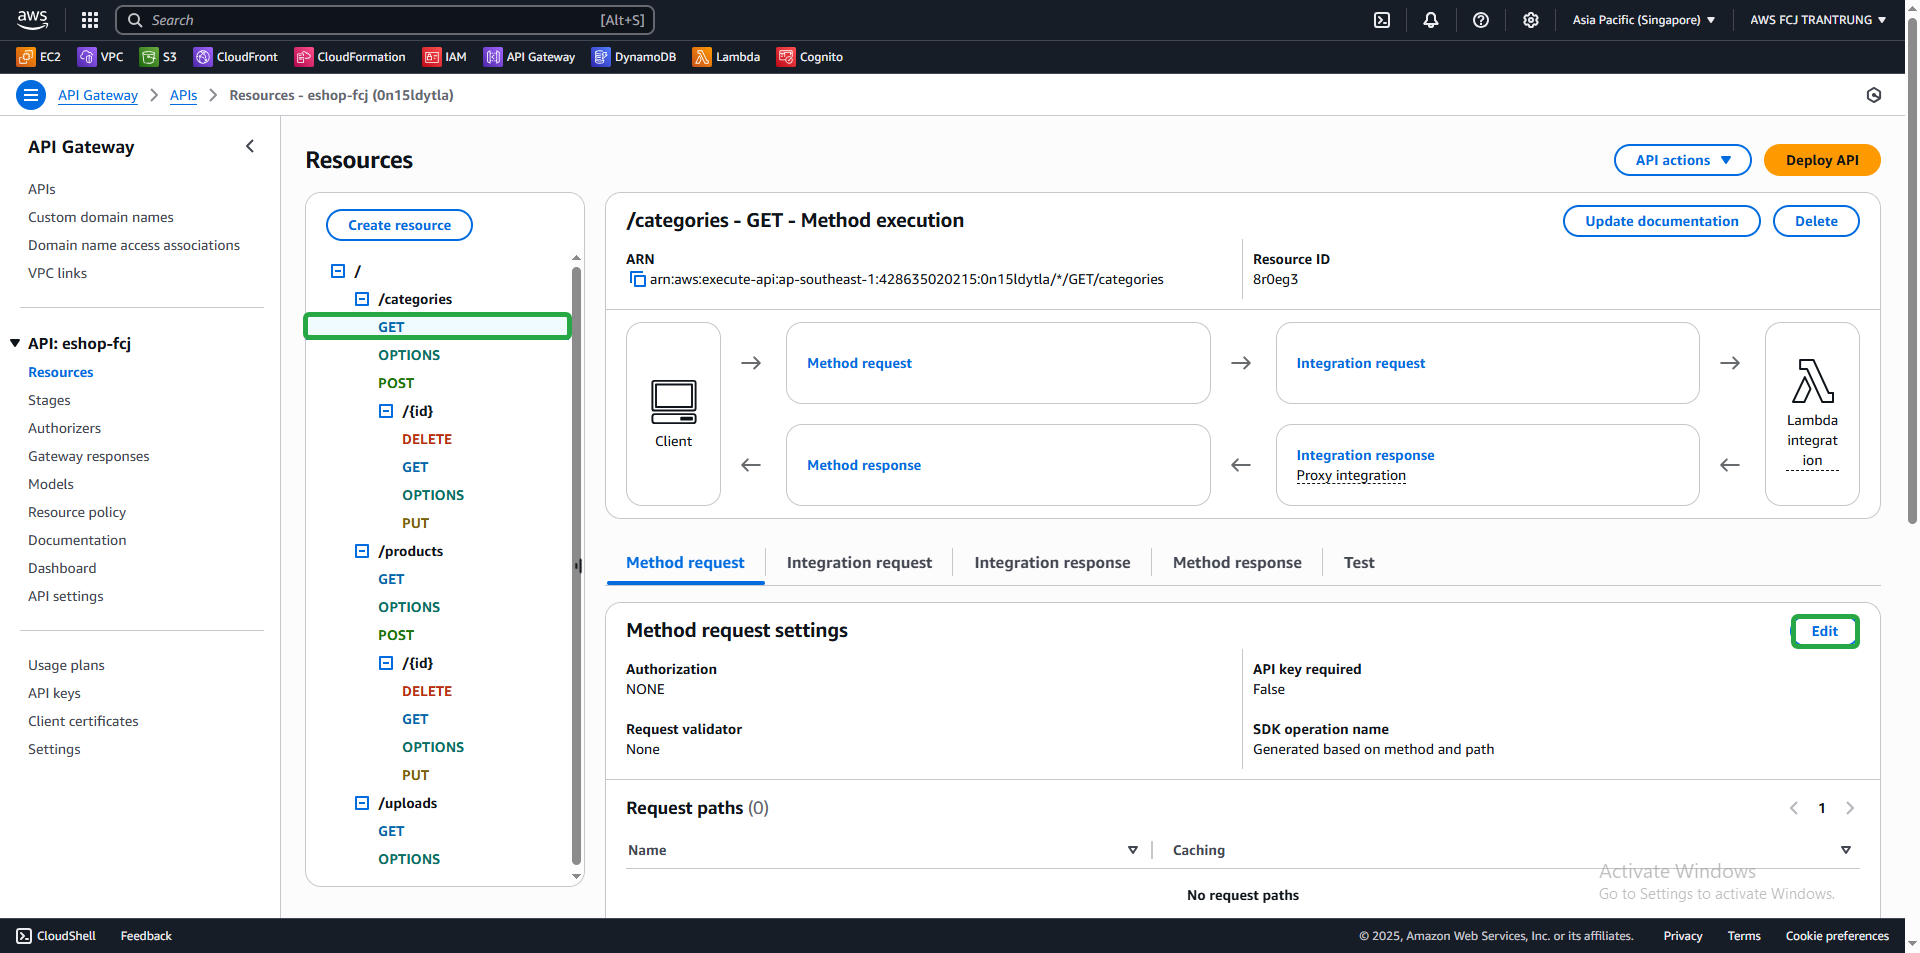 aws
Search
[Alt+S]
Asia Pacific (Singapore)
AWS FCJ TRANTRUNG
EC2
VPC
S3
CloudFront
CloudFormation
IAM
API Gateway
DynamoDB
Lambda
Cognito
API Gateway
APIs
Resources - eshop-fcj (0n15ldytla)
API Gateway
APIs
Custom domain names
Domain name access associations
VPC links
API: eshop-fcj
Resources
Stages
Authorizers
Gateway responses
Models
Resource policy
Documentation
Dashboard
API settings
Usage plans
API keys
Client certificates
Settings
Resources
API actions
Deploy API
Create resource
/
/categories
GET
OPTIONS
POST
/{id}
DELETE
GET
OPTIONS
PUT
/products
GET
OPTIONS
POST
/{id}
DELETE
GET
OPTIONS
PUT
/uploads
GET
OPTIONS
/categories - GET - Method execution
Update documentation
Delete
ARN
arn:aws:execute-api:ap-southeast-1:428635020215:0n15ldytla/*/GET/categories
Resource ID
8r0eg3
Client
Method request
Integration request
Method response
Integration response
Proxy integration
Lambda
integrat
ion
Method request
Integration request
Integration response
Method response
Test
Method request settings
Edit
Authorization
NONE
API key required
False
Request validator
None
SDK operation name
Generated based on method and path
Request paths (0)
1
Name
Caching
No request paths
Activate Windows
Go to Settings to activate Windows.
CloudShell
Feedback
© 2025, Amazon Web Services, Inc. or its affiliates.
Privacy
Terms
Cookie preferences